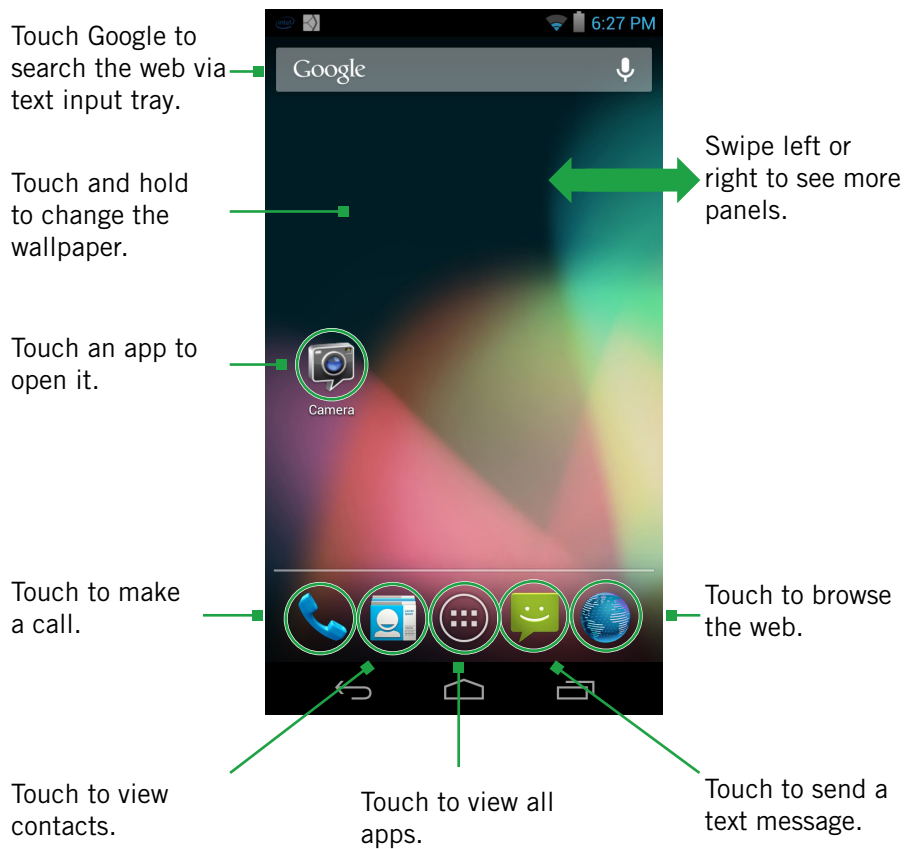 Touch Google to
search the web via
text input tray.
intel
6:27 PM
Google
Touch and hold
to change the
wallpaper.
Swipe left or
right to see more
panels.
Touch an app to
open it.
Camera
Touch to make
a call.
Touch to browse
the web.
Touch to view
contacts.
Touch to view all
apps.
Touch to send a
text message.